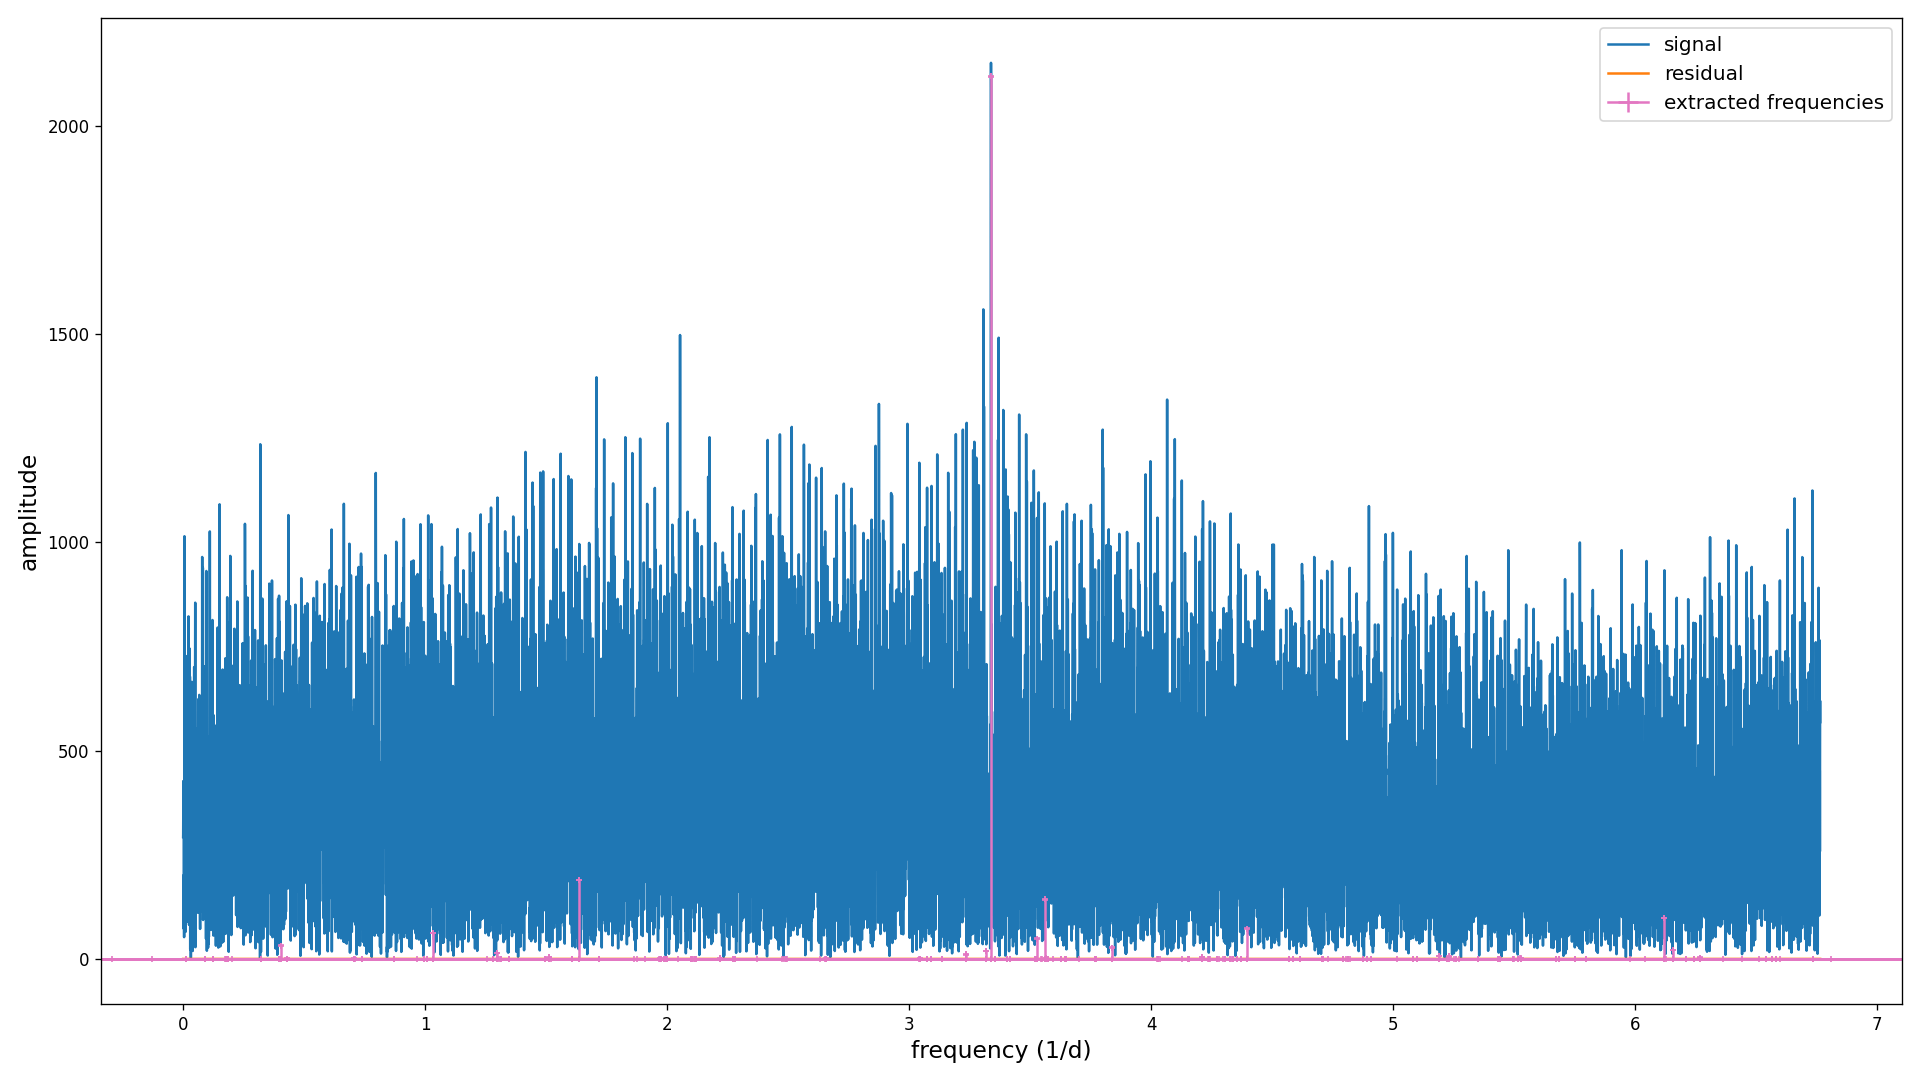 signal
residual
extracted frequencies
2000
1500
1000
500
0
amplitude
0 1 2 3 4 5 6 7
frequency (1/d)